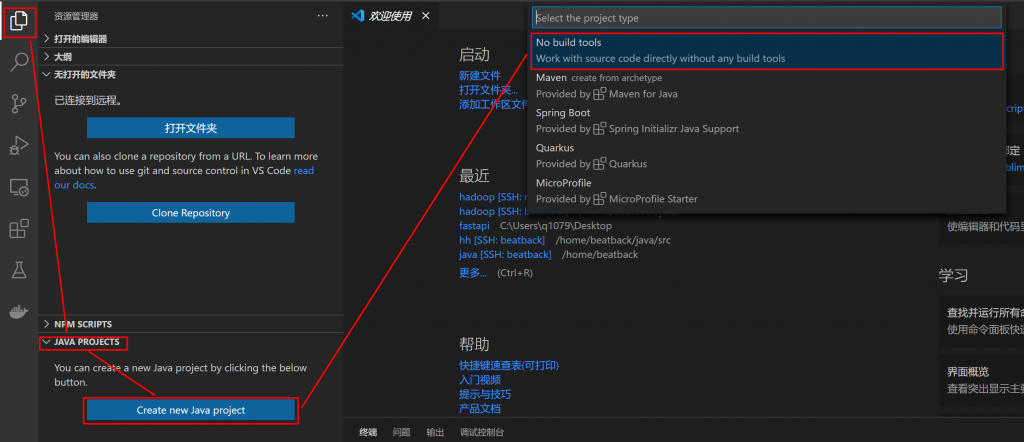 资源管理器
打开的编辑器
大纲
无打开的文件夹
已连接到远程。
打开文件夹
You can also clone a repository from a URL. To learn more
about how to use git and source control in VS Code read
our docs.
Clone Repository
NPM SCRIPTS
JAVA PROJECTS
You can create a new Java project by clicking the below
button.
Create new Java project
欢迎使用
启动
新建文件
打开文件夹...
添加工作区文件
最近
hadoop [SSH:
hadoop [SSH:
fastapi C:\Users\q1079\Desktop
hh [SSH: beatback] /home/beatback/java/src
java [SSH: beatback] /home/beatback
更多... (Ctrl+R)
帮助
快捷键速查表(可打印)
入门视频
提示与技巧
产品文档
Select the project type
No build tools
Work with source code directly without any build tools
Maven create from archetype
Provided by Maven for Java
Spring Boot
Provided by Spring Initializr Java Support
Quarkus
Provided by Quarkus
MicroProfile
Provided by MicroProfile Starter
cript
绑定
blim
使编辑器和代码呈
学习
查找并运行所有命
使用命令面板快速
界面概览
查看突出显示主要
终端 问题 输出 调试控制台